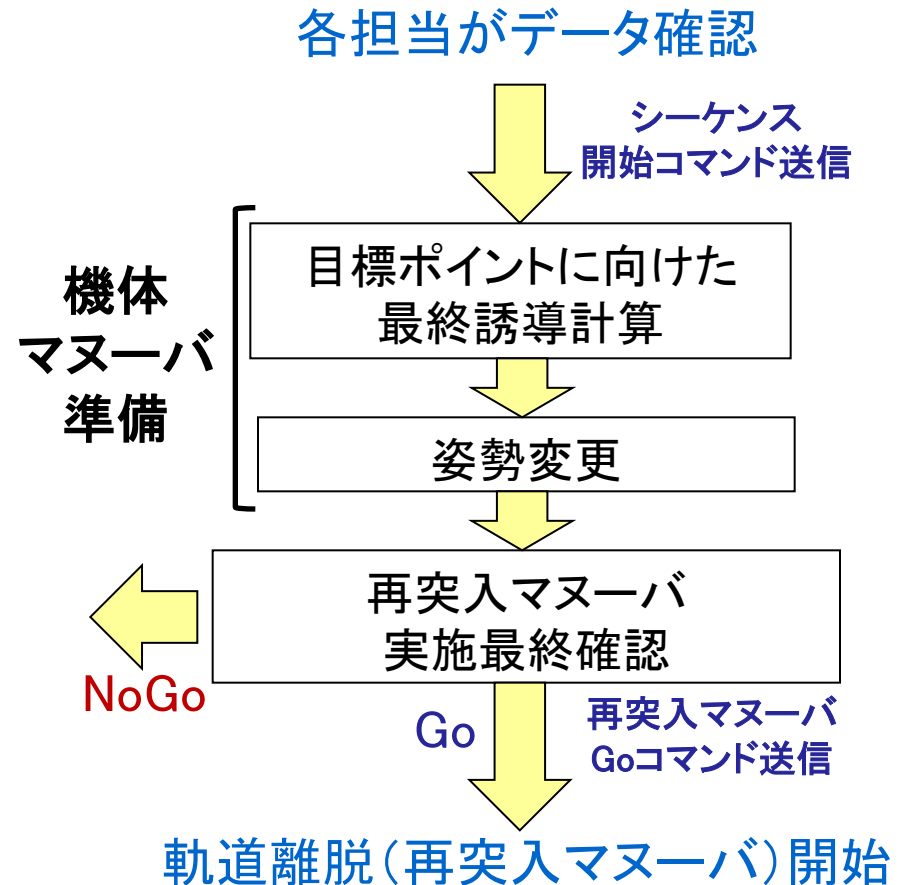 各担当がデータ確認
シーケンス
開始コマンド送信
機体
マヌーバ
準備
目標ポイントに向けた
最終誘導計算
姿勢変更
再突入マヌーバ
実施最終確認
NoGo
Go
再突入マヌーバ
Goコマンド送信
軌道離脱(再突入マヌーバ)開始